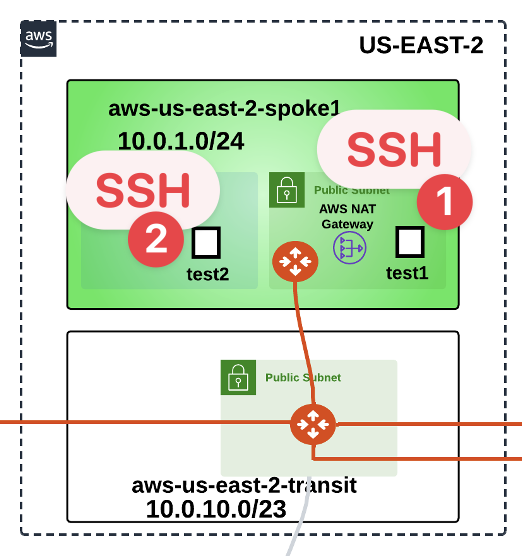 aws
US-EAST-2
aws-us-east-2-spoke1
10.0.1.0/24
SSH
1
SSH
2
Public Subnet
AWS NAT
Gateway
test2
test1
Public Subnet
aws-us-east-2-transit
10.0.10.0/23